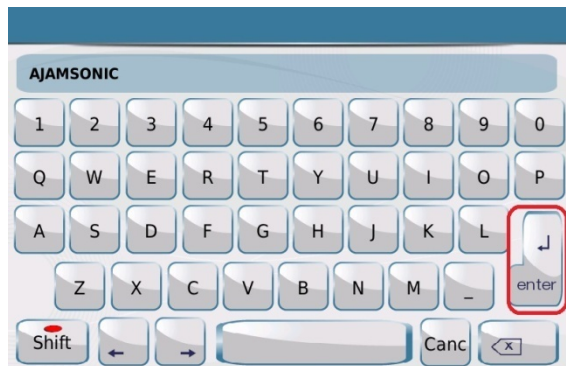 AJAMSONIC
1 2 3 4 5 6 7 8 9 0
Q W E R T Y U I O P
A S D F G H J K L
Z X C V B N M _ enter
Shift Canc